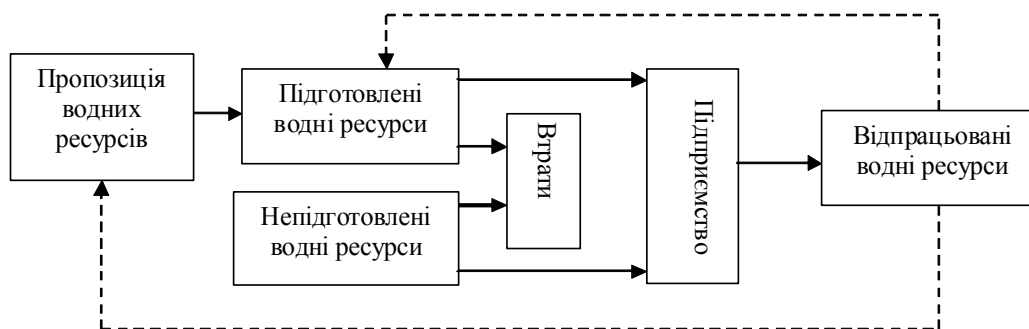 Пропозиція
водних
ресурсів
Підготовлені
водні ресурси
Непідготовлені
водні ресурси
Втрати
Підприємство
Відпрацьовані
водні ресурси